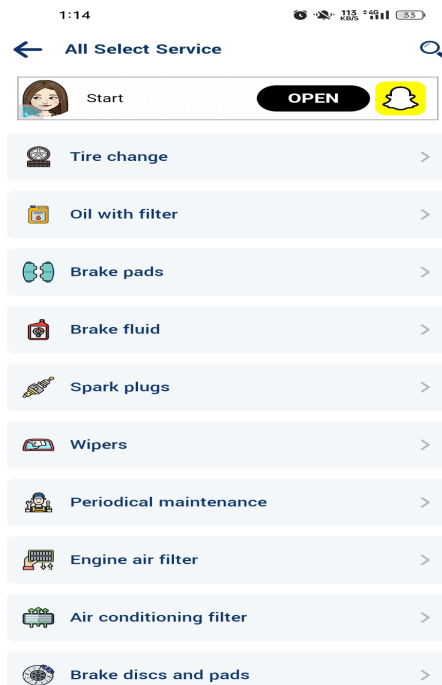 1:14
113 KB/S 4G 33
All Select Service
Start
OPEN
Tire change
Oil with filter
Brake pads
Brake fluid
Spark plugs
Wipers
Periodical maintenance
Engine air filter
Air conditioning filter
Brake discs and pads